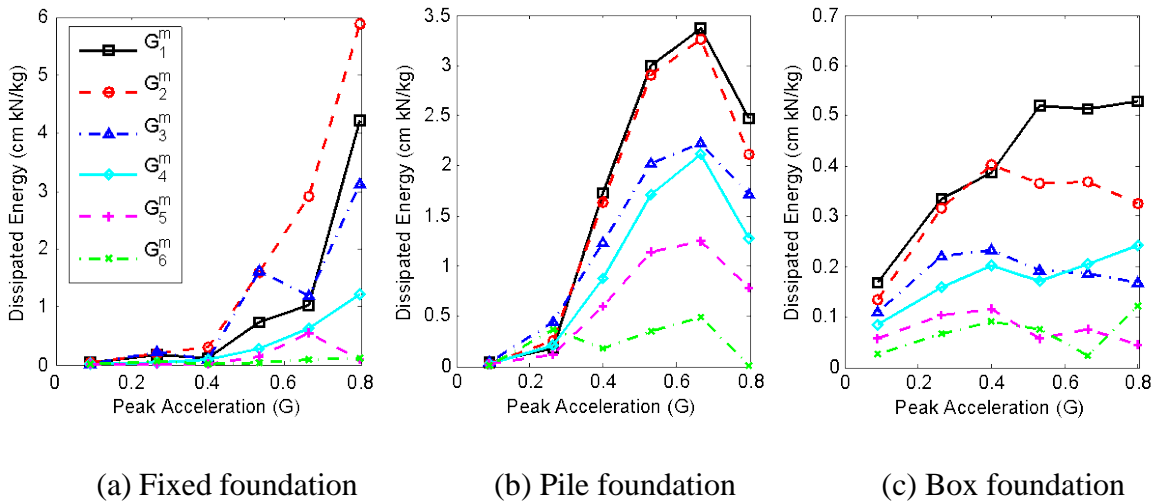 6
5
4
3
2
1
0
0
0.2
0.4
0.6
0.8
Dissipated Energy (cm kN/kg)
Peak Acceleration (G)
G₁ᵐ
G₂ᵐ
G₃ᵐ
G₄ᵐ
G₅ᵐ
G₆ᵐ
3.5
3
2.5
2
1.5
1
0.5
0
0
0.2
0.4
0.6
0.8
Dissipated Energy (cm kN/kg)
Peak Acceleration (G)
0.7
0.6
0.5
0.4
0.3
0.2
0.1
0
0
0.2
0.4
0.6
0.8
Dissipated Energy (cm kN/kg)
Peak Acceleration (G)
(a) Fixed foundation
(b) Pile foundation
(c) Box foundation